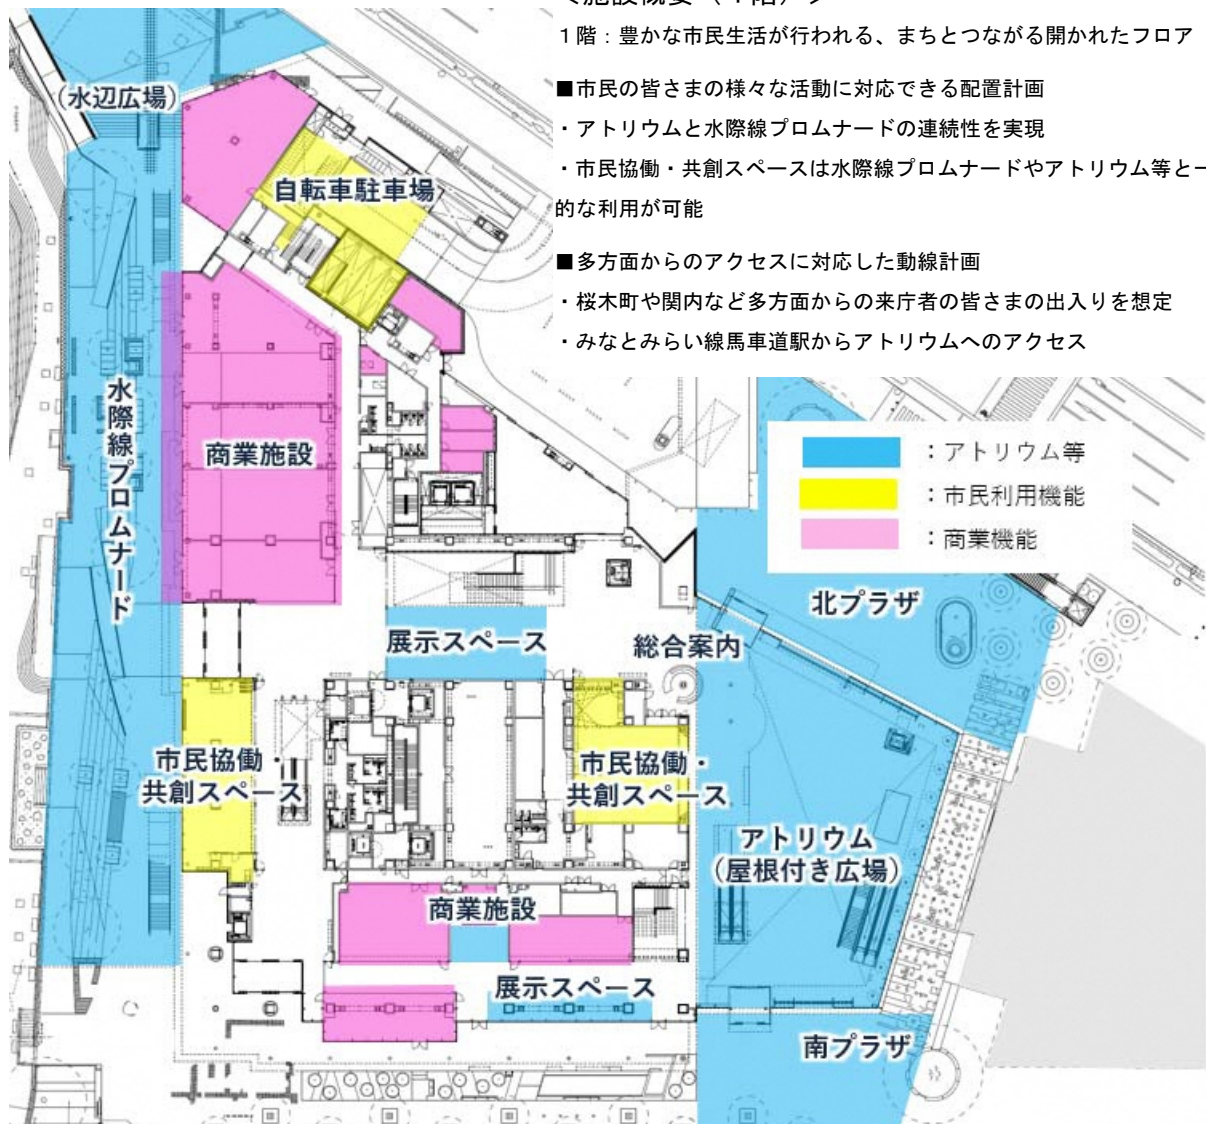 1階：豊かな市民生活が行われる、まちとつながる開かれたフロア
■市民の皆さまの様々な活動に対応できる配置計画
・アトリウムと水際線プロムナードの連続性を実現
・市民協働・共創スペースは水際線プロムナードやアトリウム等と一
的な利用が可能
■多方面からのアクセスに対応した動線計画
・桜木町や関内など多方面からの来庁者の皆さまの出入りを想定
・みなとみらい線馬車道駅からアトリウムへのアクセス
（水辺広場）
自転車駐車場
水際線プロムナード
商業施設
：アトリウム等
：市民利用機能
：商業機能
北プラザ
展示スペース
総合案内
市民協働
共創スペース
市民協働・
共創スペース
アトリウム
（屋根付き広場）
商業施設
展示スペース
南プラザ